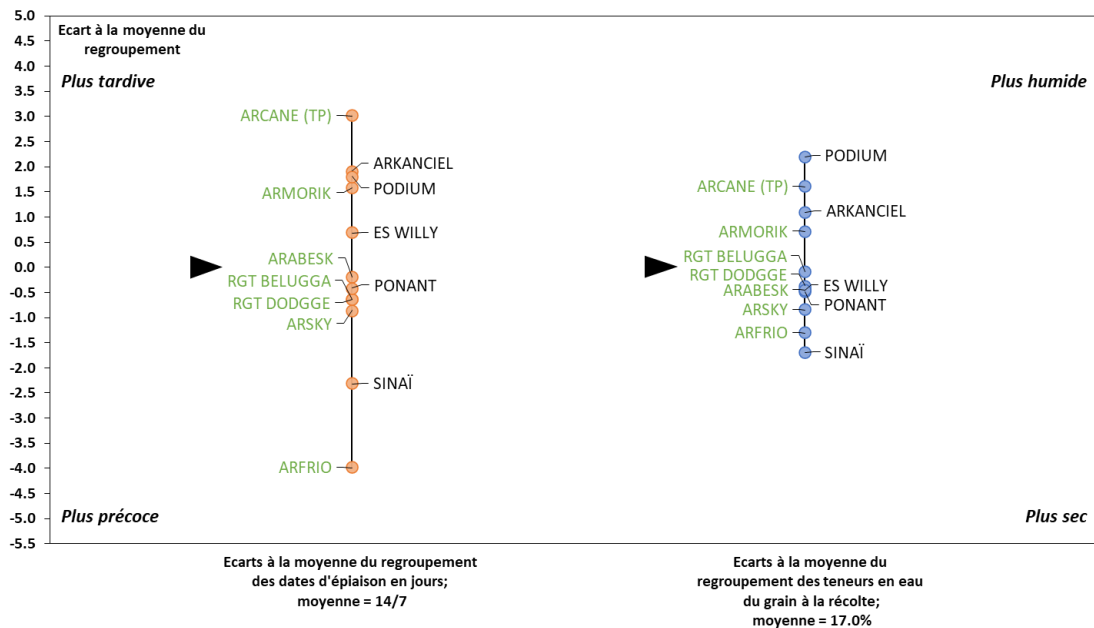 5.0
4.5
4.0
3.5
3.0
2.5
2.0
1.5
1.0
0.5
0.0
-0.5
-1.0
-1.5
-2.0
-2.5
-3.0
-3.5
-4.0
-4.5
-5.0
-5.5
Ecart à la moyenne du
regroupement
Plus tardive
Plus humide
ARCANE (TP)
ARKANCIEL
PODIUM
ARMORIK
ES WILLY
ARABESK
RGT BELUGGA
PONANT
RGT DODGGE
ARSKY
SINAÏ
ARFRIO
PODIUM
ARCANE (TP)
ARKANCIEL
ARMORIK
RGT BELUGGA
RGT DODGGE
ES WILLY
ARABESK
PONANT
ARSKY
ARFRIO
SINAÏ
Plus précoce
Plus sec
Ecarts à la moyenne du regroupement
des dates d'épiaison en jours;
moyenne = 14/7
Ecarts à la moyenne du
regroupement des teneurs en eau
du grain à la récolte;
moyenne = 17.0%